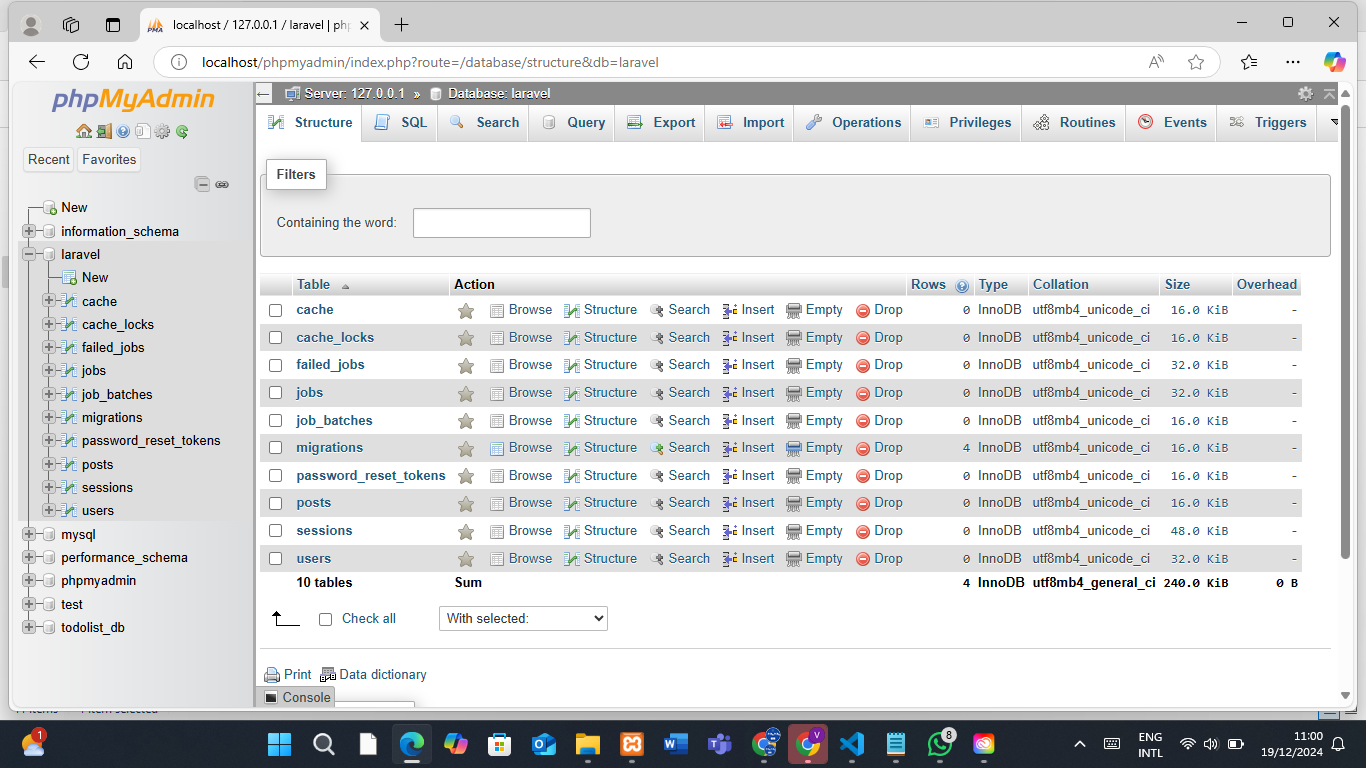 localhost / 127.0.0.1 / laravel | php
localhost/phpmyadmin/index.php?route=/database/structure&db=laravel
phpMyAdmin
Recent Favorites
New
information_schema
laravel
New
cache
cache_locks
failed_jobs
jobs
job_batches
migrations
password_reset_tokens
posts
sessions
users
mysql
performance_schema
phpmyadmin
test
todolist_db
Server: 127.0.0.1 » Database: laravel
Structure SQL Search Query Export Import Operations Privileges Routines Events Triggers
Filters
Containing the word:
Table Action Rows Type Collation Size Overhead
cache Browse Structure Search Insert Empty Drop 0 InnoDB utf8mb4_unicode_ci 16.0 KiB -
cache_locks Browse Structure Search Insert Empty Drop 0 InnoDB utf8mb4_unicode_ci 16.0 KiB -
failed_jobs Browse Structure Search Insert Empty Drop 0 InnoDB utf8mb4_unicode_ci 32.0 KiB -
jobs Browse Structure Search Insert Empty Drop 0 InnoDB utf8mb4_unicode_ci 32.0 KiB -
job_batches Browse Structure Search Insert Empty Drop 0 InnoDB utf8mb4_unicode_ci 16.0 KiB -
migrations Browse Structure Search Insert Empty Drop 4 InnoDB utf8mb4_unicode_ci 16.0 KiB -
password_reset_tokens Browse Structure Search Insert Empty Drop 0 InnoDB utf8mb4_unicode_ci 16.0 KiB -
posts Browse Structure Search Insert Empty Drop 0 InnoDB utf8mb4_unicode_ci 16.0 KiB -
sessions Browse Structure Search Insert Empty Drop 0 InnoDB utf8mb4_unicode_ci 48.0 KiB -
users Browse Structure Search Insert Empty Drop 0 InnoDB utf8mb4_unicode_ci 32.0 KiB -
10 tables Sum 4 InnoDB utf8mb4_general_ci 240.0 KiB 0 B
Check all With selected:
Print Data dictionary
Console
1 8
ENG
INTL
11:00
19/12/2024